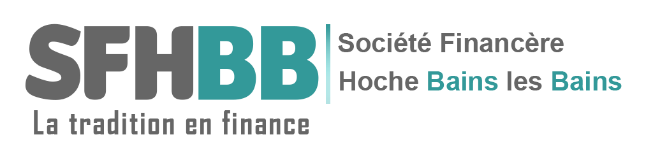 SFHBB
La tradition en finance
Société Financère
Hoche Bains les Bains